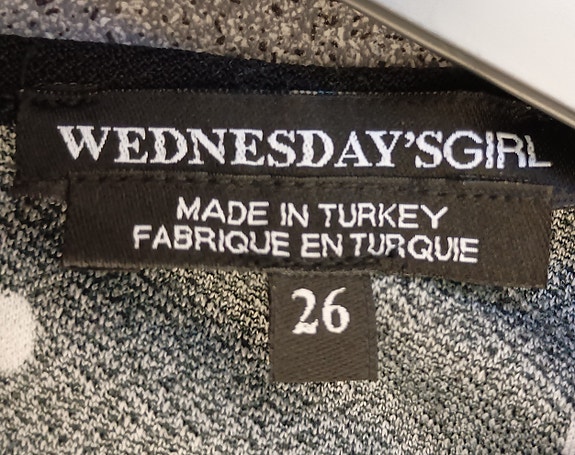 WEDNESDAY'SGIRL
MADE IN TURKEY
FABRIQUE EN TURQUIE
26